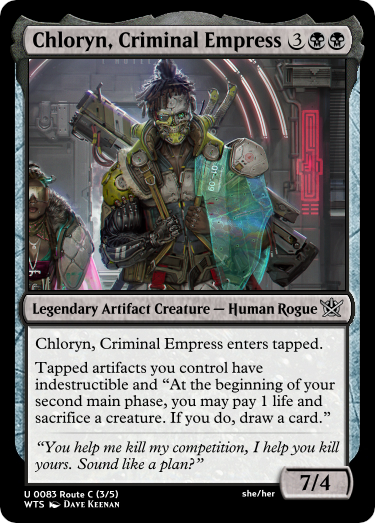 Chloryn, Criminal Empress 3
Legendary Artifact Creature — Human Rogue
Chloryn, Criminal Empress enters tapped.
Tapped artifacts you control have
indestructible and “At the beginning of your
second main phase, you may pay 1 life and
sacrifice a creature. If you do, draw a card.”
“You help me kill my competition, I help you kill
yours. Sound like a plan?”
7/4
U 0083 Route C (3/5) she/her
WTS Dave Keenan